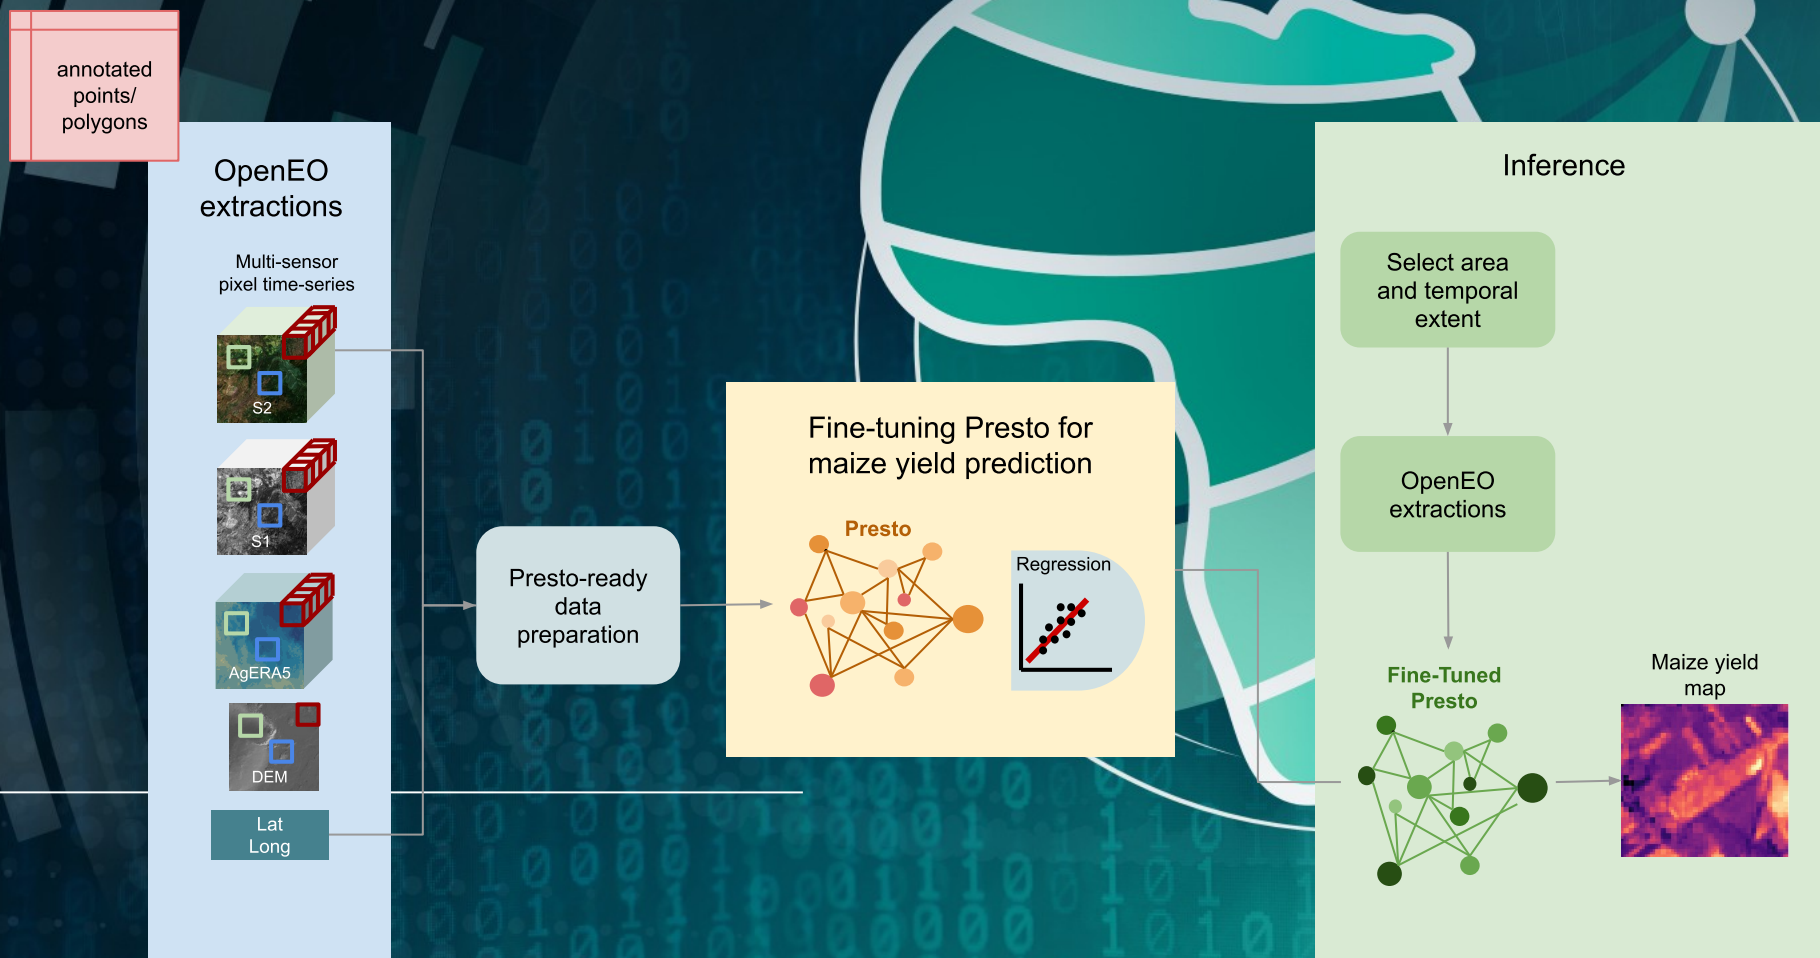 annotated
points/
polygons
OpenEO
extractions
Multi-sensor
pixel time-series
S2
S1
AgERA5
DEM
Lat
Long
Presto-ready
data
preparation
Fine-tuning Presto for
maize yield prediction
Presto
Regression
Inference
Select area
and temporal
extent
OpenEO
extractions
Fine-Tuned
Presto
Maize yield
map